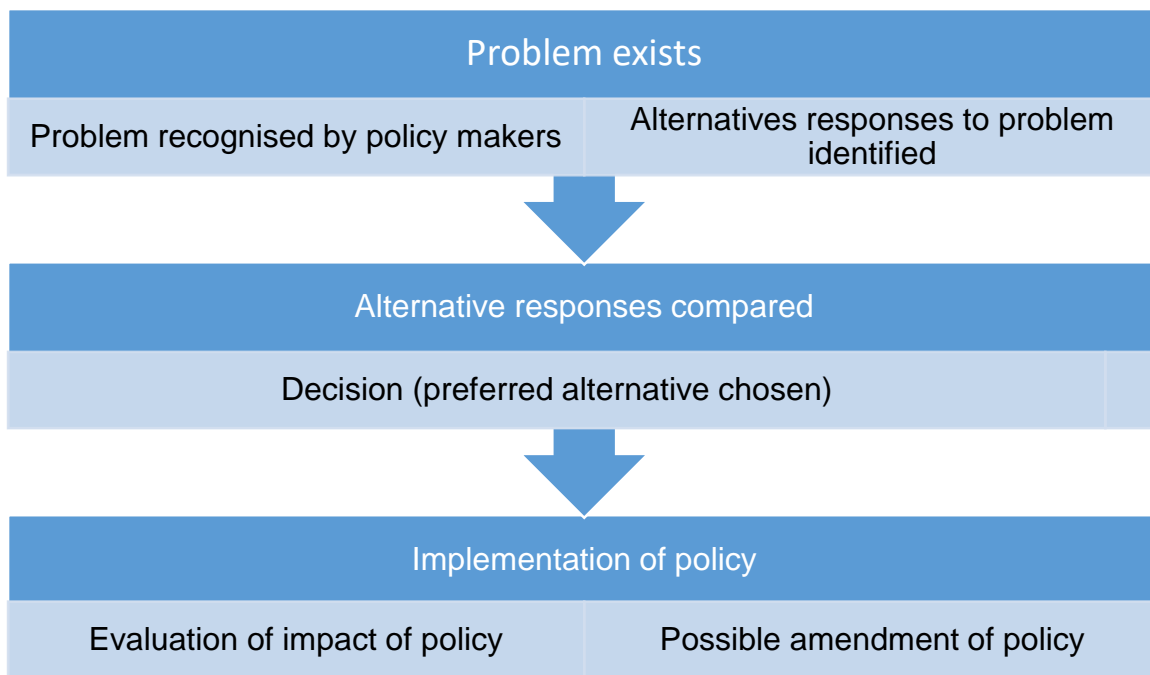 Problem exists
Problem recognised by policy makers
Alternatives responses to problem
identified
Alternative responses compared
Decision (preferred alternative chosen)
Implementation of policy
Evaluation of impact of policy
Possible amendment of policy